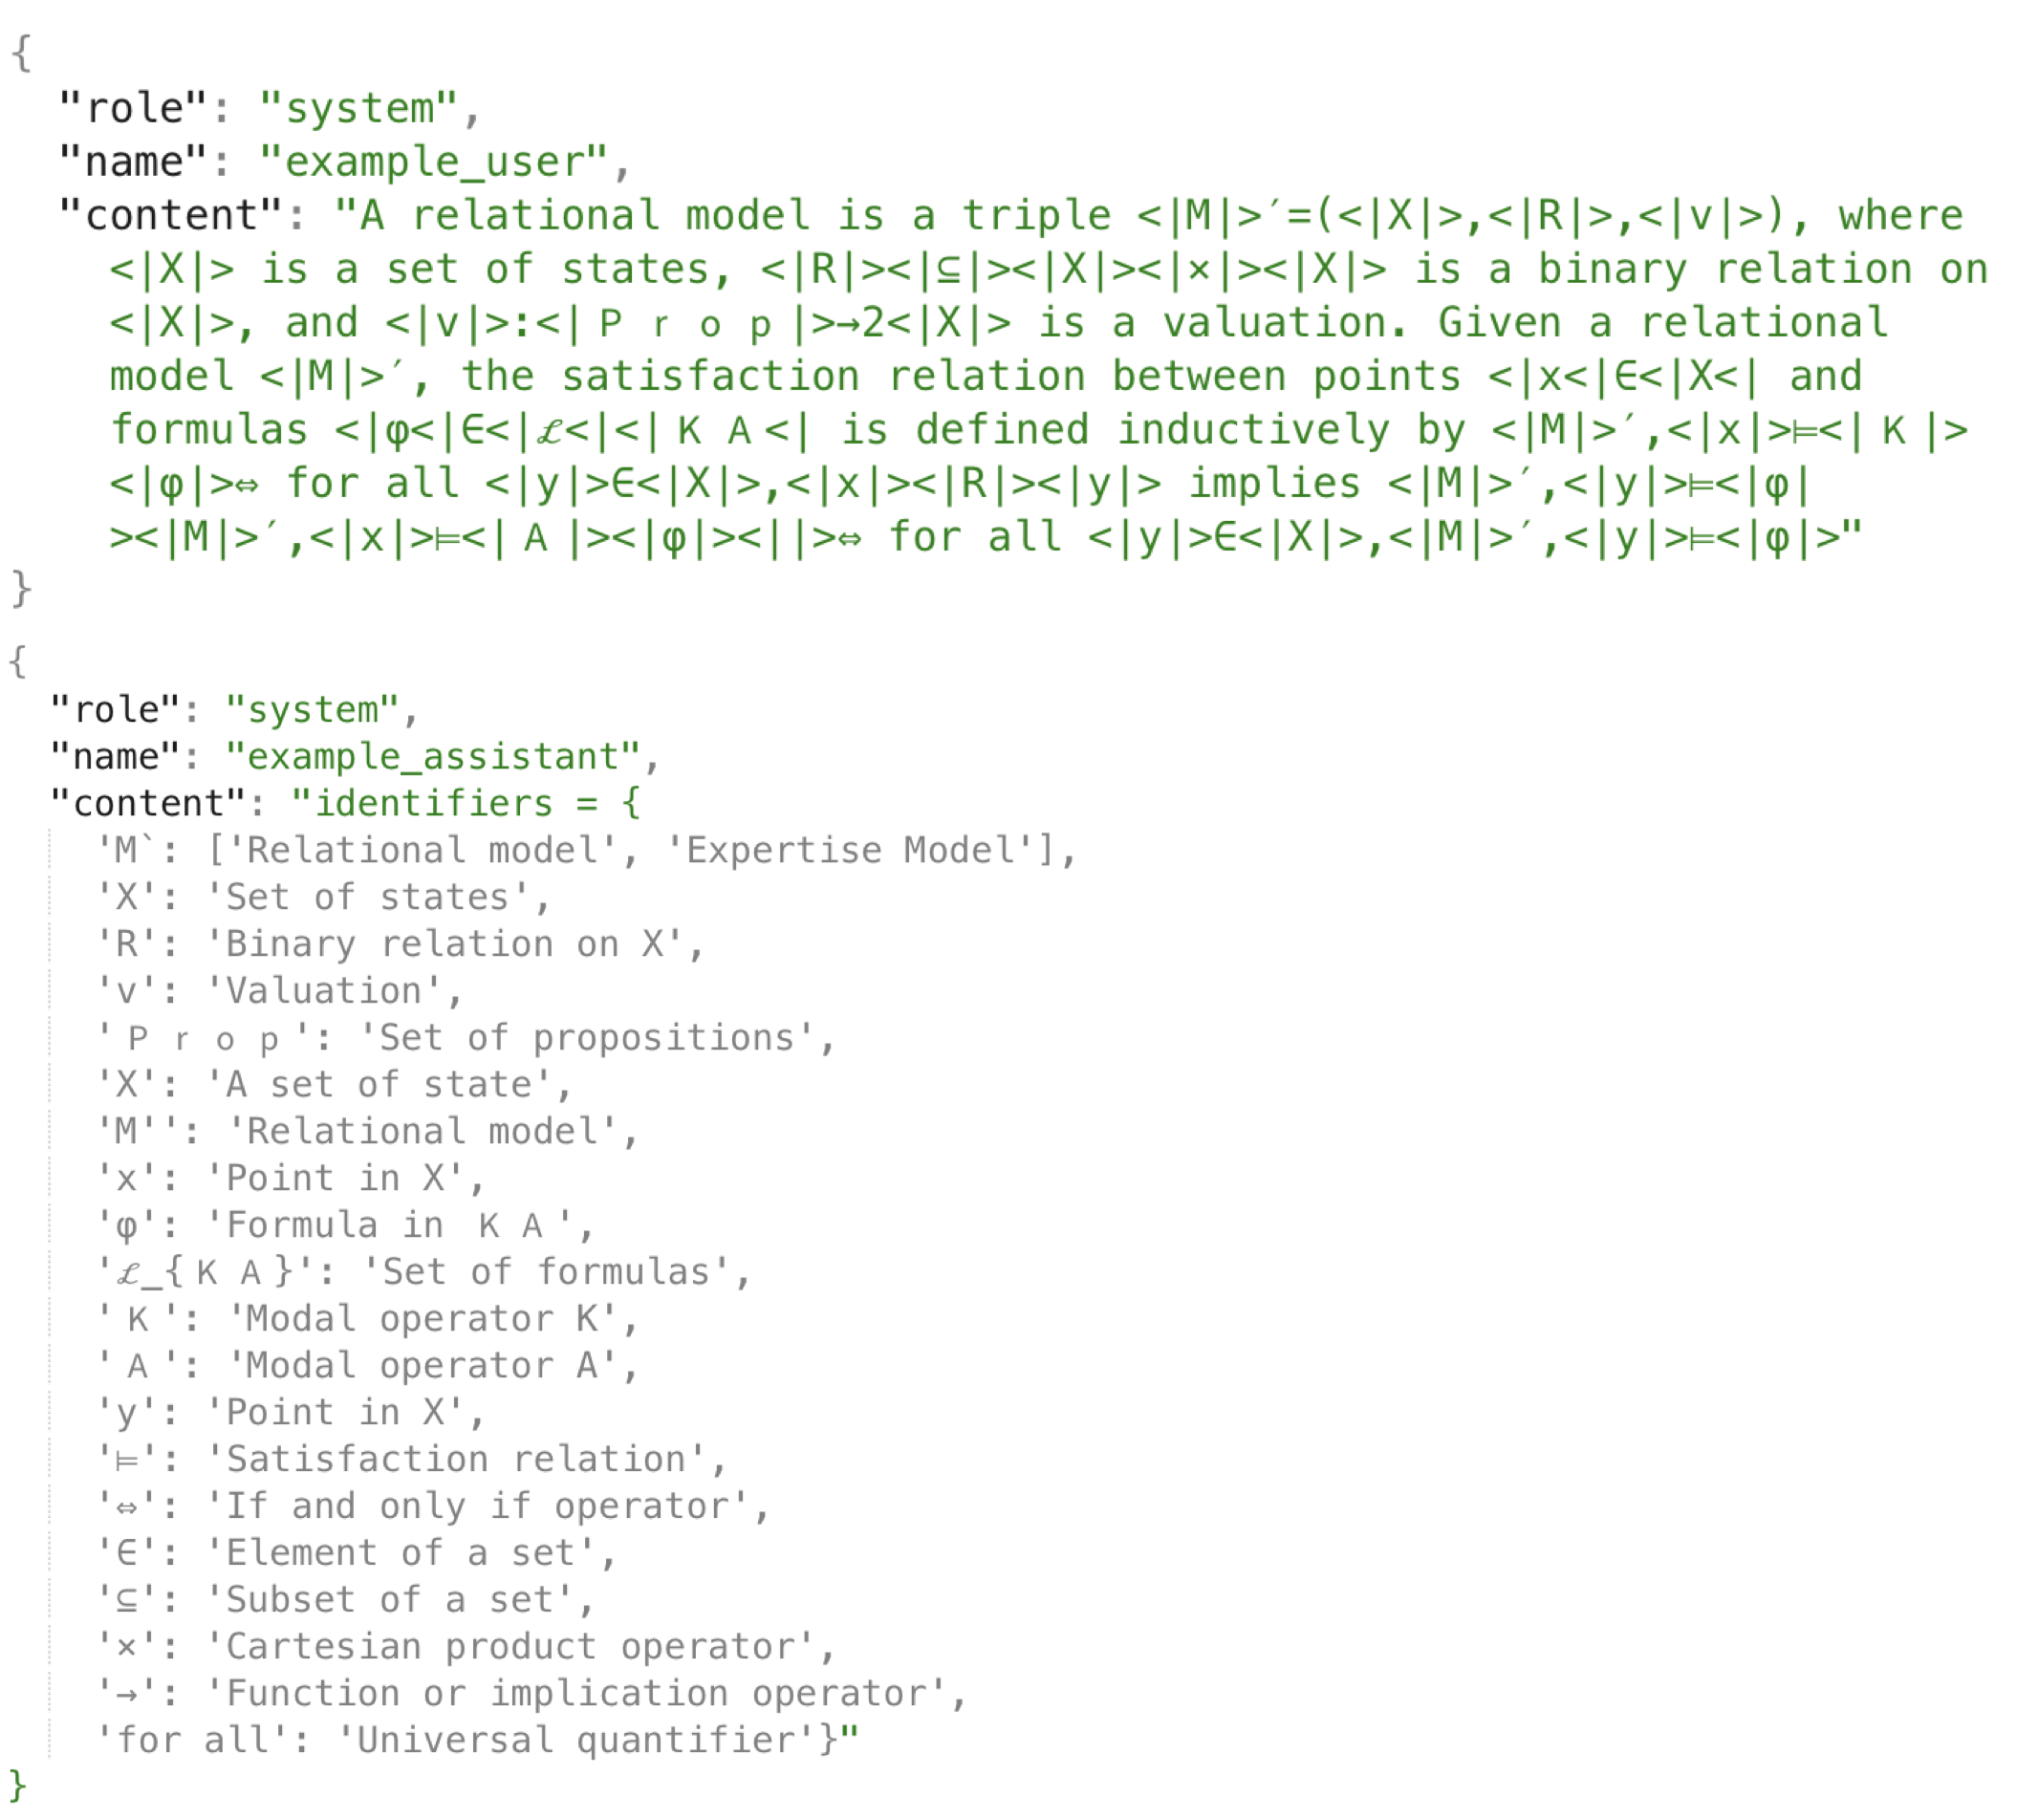 {
"role": "system",
"name": "example_user",
"content": "A relational model is a triple <|M|>′=(<|X|>,<|R|>,<|v|>), where
<|X|> is a set of states, <|R|><|⊆|><|X|><|×|><|X|> is a binary relation on
<|X|>, and <|v|>:<| P r o p |>→2<|X|> is a valuation. Given a relational
model <|M|>′, the satisfaction relation between points <|x<|∈<|X<| and
formulas <|φ<|∈<|ℒ<|<| K A <| is defined inductively by <|M|>′,<|x|>⊨<| K |>
<|φ|>⇔ for all <|y|>∈<|X|>,<|x|><|R|><|y|> implies <|M|>′,<|y|>⊨<|φ|
><|M|>′,<|x|>⊨<| A |><|φ|><||>⇔ for all <|y|>∈<|X|>,<|M|>′,<|y|>⊨<|φ|>"
}
{
"role": "system",
"name": "example_assistant",
"content": "identifiers = {
'M`: ['Relational model', 'Expertise Model'],
'X': 'Set of states',
'R': 'Binary relation on X',
'v': 'Valuation',
' P r o p ': 'Set of propositions',
'X': 'A set of state',
'M'': 'Relational model',
'x': 'Point in X',
'φ': 'Formula in  K A ',
'ℒ_{ K A }': 'Set of formulas',
' K ': 'Modal operator K',
' A ': 'Modal operator A',
'y': 'Point in X',
'⊨': 'Satisfaction relation',
'⇔': 'If and only if operator',
'∈': 'Element of a set',
'⊆': 'Subset of a set',
'×': 'Cartesian product operator',
'→': 'Function or implication operator',
'for all': 'Universal quantifier'}"
}